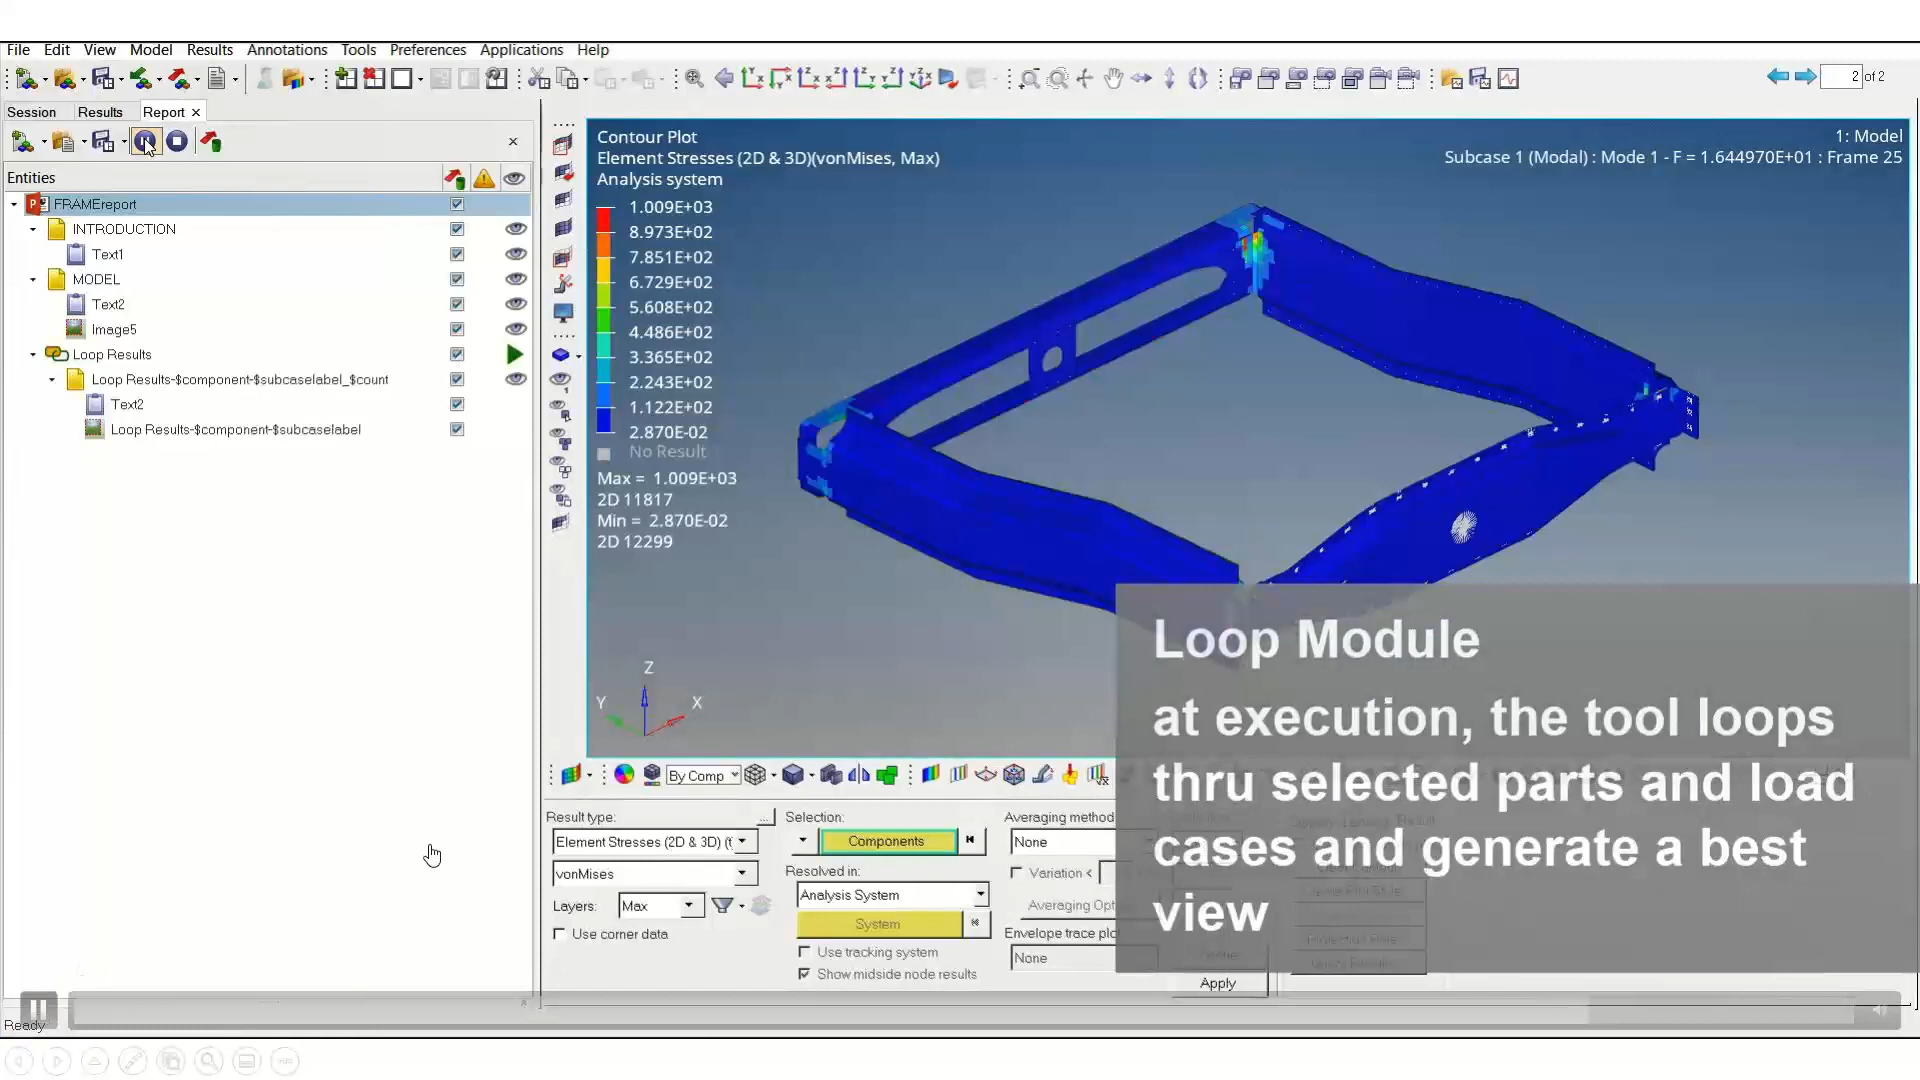 File Edit View Model Results Annotations Tools Preferences Applications Help
2 of 2
Session Results Report
Entities
FRAMEreport
INTRODUCTION
Text1
MODEL
Text2
Image5
Loop Results
Loop Results-$component-$subcaselabel_$count
Text2
Loop Results-$component-$subcaselabel
Contour Plot
Element Stresses (2D & 3D)(vonMises, Max)
Analysis system
1.009E+03
8.973E+02
7.851E+02
6.729E+02
5.608E+02
4.486E+02
3.365E+02
2.243E+02
1.122E+02
2.870E-02
No Result
Max = 1.009E+03
2D 11817
Min = 2.870E-02
2D 12299
1: Model
Subcase 1 (Modal) : Mode 1 - F = 1.644970E+01 : Frame 25
Z
Y
X
Loop Module
at execution, the tool loops
thru selected parts and load
cases and generate a best
view
By Comp
Result type:
Element Stresses (2D & 3D) (t
vonMises
Layers: Max
Use corner data
Selection:
Components
Resolved in:
Analysis System
System
Use tracking system
Show midside node results
Averaging method
None
Variation <
Averaging Opt
Envelope trace plo
None
Apply
Ready